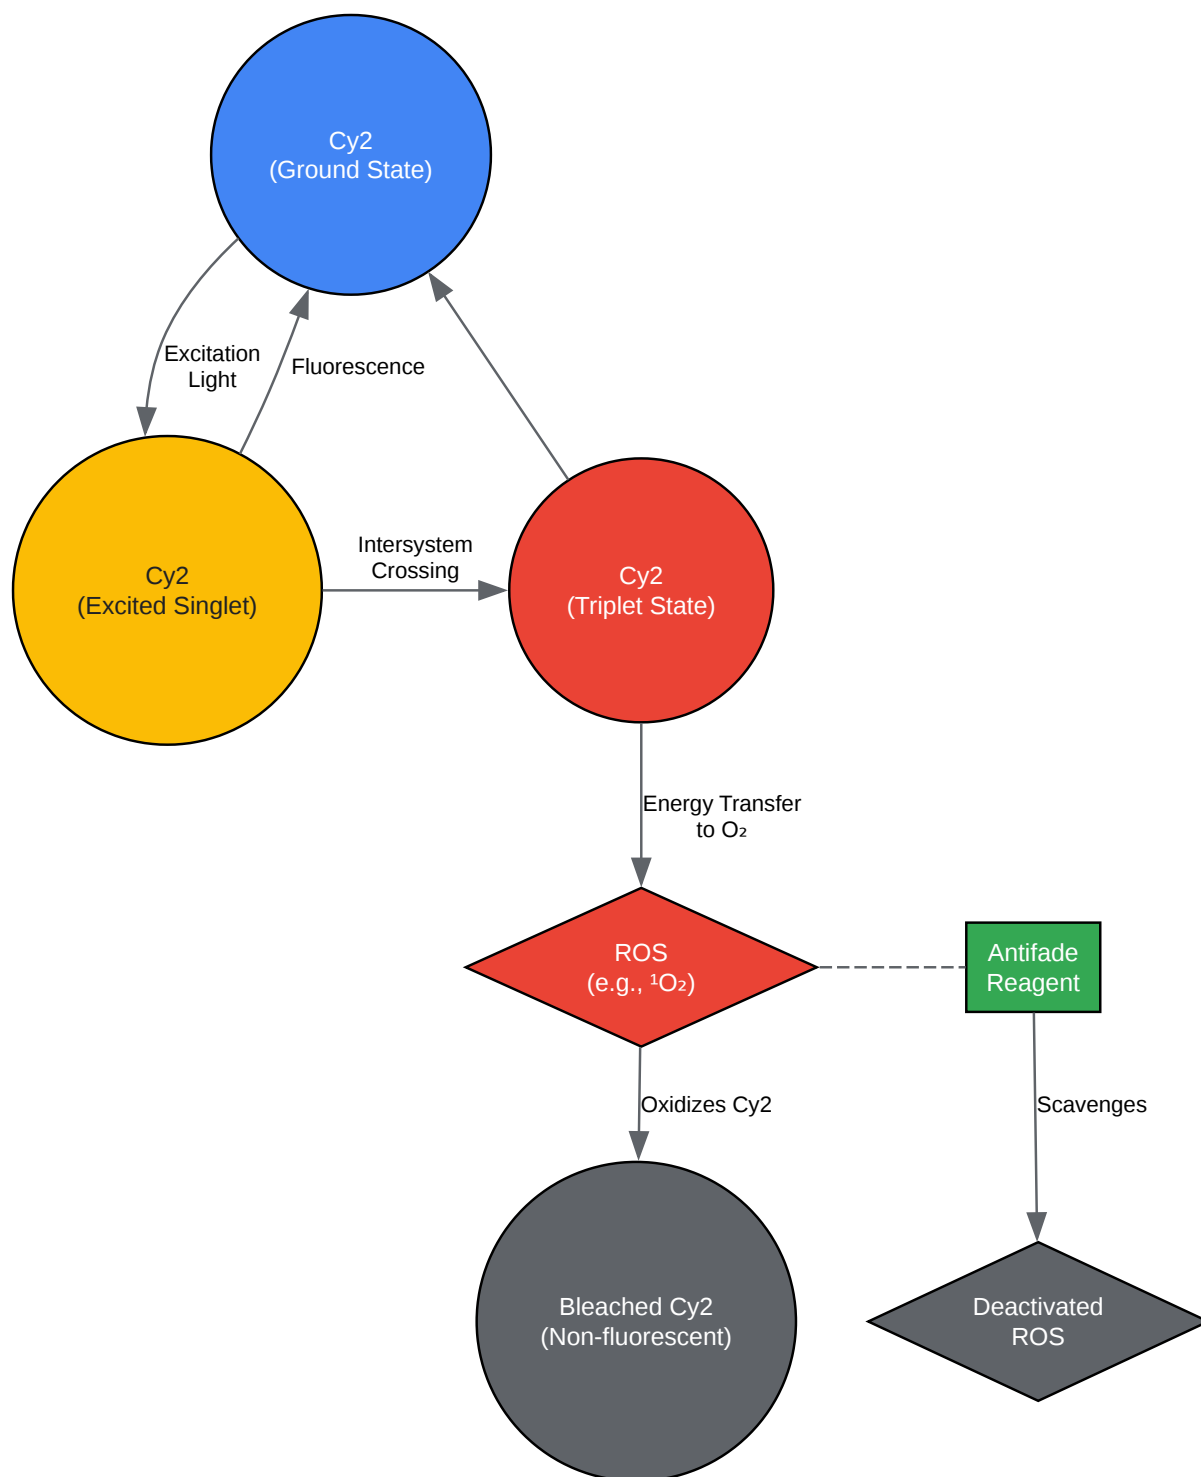 Cy2
(Ground State)
Excitation
Light
Fluorescence
Intersystem
Crossing
Cy2
(Excited Singlet)
Cy2
(Triplet State)
Energy Transfer
to O₂
ROS
(e.g., ¹O₂)
Antifade
Reagent
Oxidizes Cy2
Scavenges
Bleached Cy2
(Non-fluorescent)
Deactivated
ROS